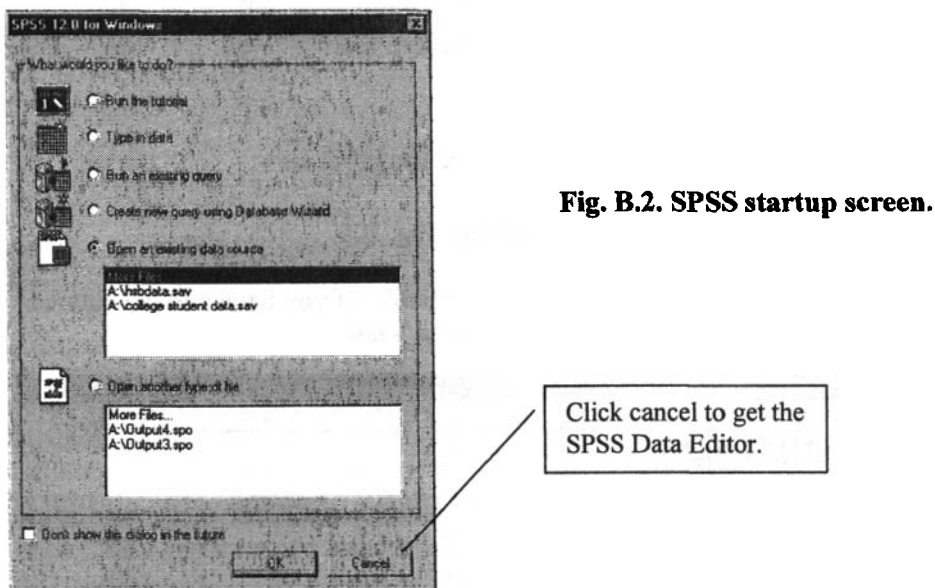 SPSS 12.0 for Windows
What would you like to do?
Run the tutorial
Type in data
Run an existing query
Create new query using Database Wizard
Open an existing data source
More Files...
A:\hsbdata.sav
A:\college student data.sav
Open another type of file
More Files...
A:\Output4.spo
A:\Output3.spo
Don't show this dialog in the future
OK
Cancel
Fig. B.2. SPSS startup screen.
Click cancel to get the
SPSS Data Editor.